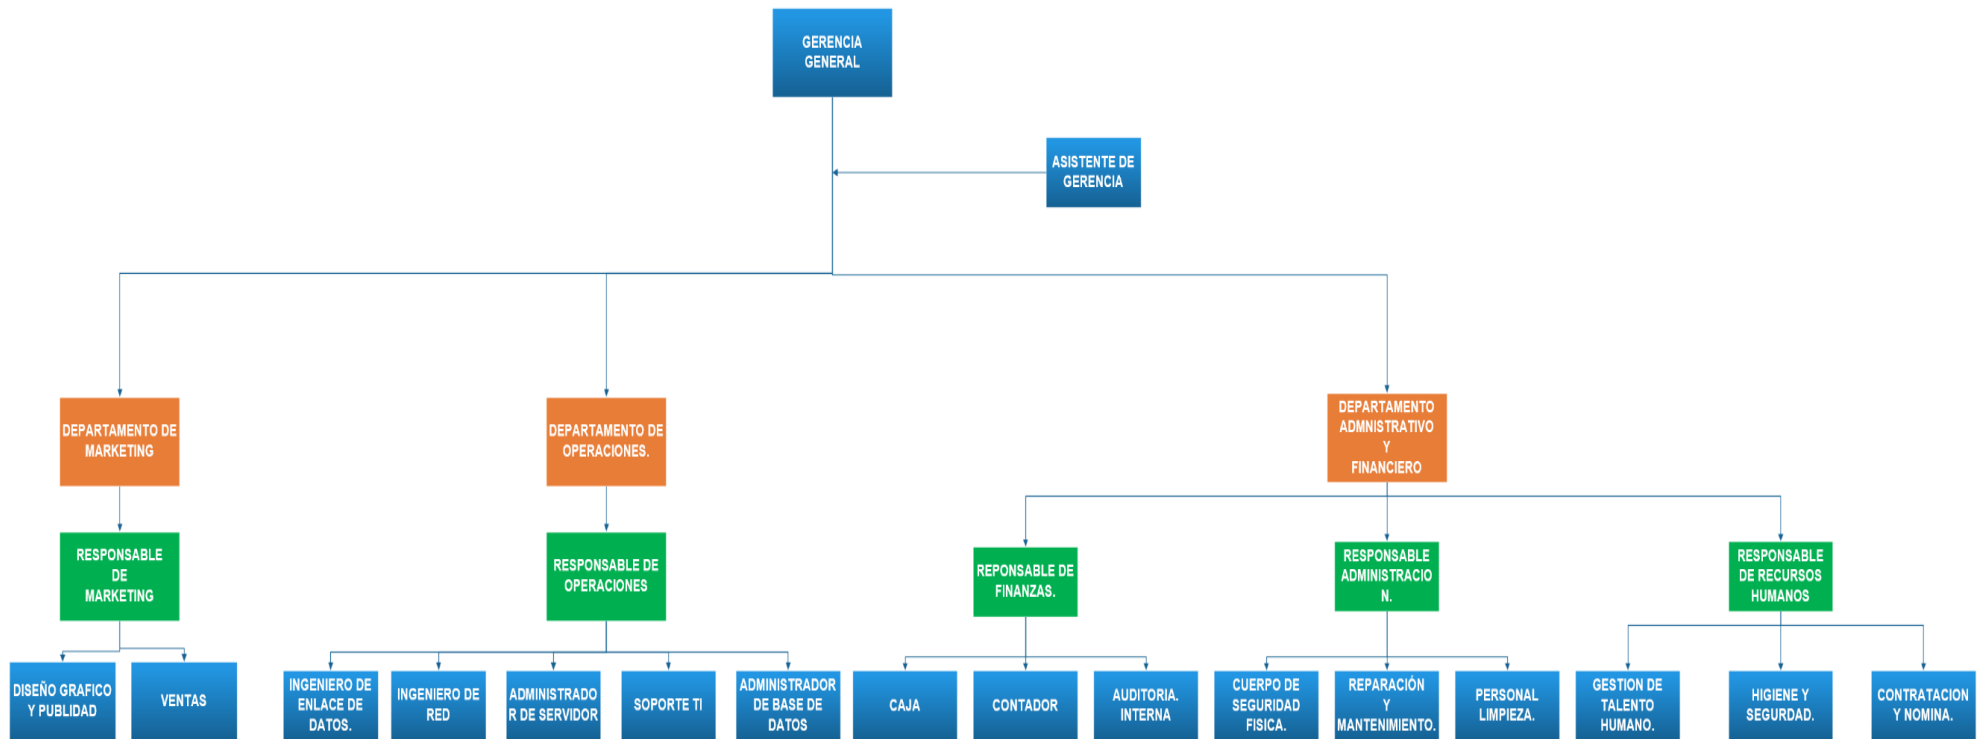 GERENCIA
GENERAL
ASISTENTE DE
GERENCIA
DEPARTAMENTO DE
MARKETING
DEPARTAMENTO DE
OPERACIONES.
DEPARTAMENTO
ADMNISTRATIVO
Y
FINANCIERO
RESPONSABLE
DE
MARKETING
RESPONSABLE DE
OPERACIONES
REPONSABLE DE
FINANZAS.
RESPONSABLE
ADMINISTRACIO
N.
RESPONSABLE
DE RECURSOS
HUMANOS
DISEÑO GRAFICO
Y PUBLIDAD
VENTAS
INGENIERO DE
ENLACE DE
DATOS.
INGENIERO DE
RED
ADMINISTRADO
R DE SERVIDOR
SOPORTE TI
ADMINISTRADOR
DE BASE DE
DATOS
CAJA
CONTADOR
AUDITORIA.
INTERNA
CUERPO DE
SEGURIDAD
FISICA.
REPARACIÓN
Y
MANTENIMIENTO.
PERSONAL
LIMPIEZA.
GESTION DE
TALENTO
HUMANO.
HIGIENE Y
SEGURDAD.
CONTRATACION
Y NOMINA.